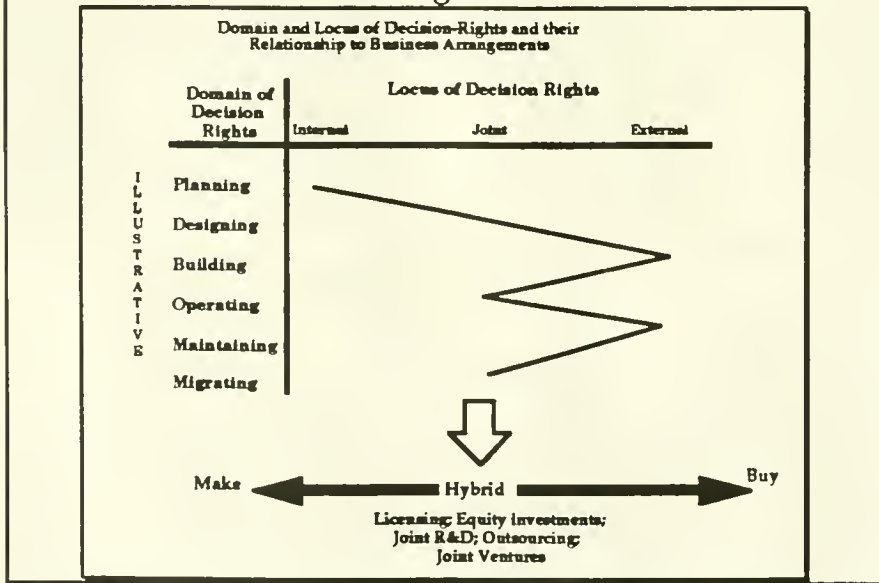 Domain and Locus of Decision-Rights and their
Relationship to Business Arrangements
Domain of
Decision
Rights
Locus of Decision Rights
Internal Joint External
ILLUSTRATIVE
Planning
Designing
Building
Operating
Maintaining
Migrating
Make Hybrid Buy
Licensing; Equity investments;
Joint R&D; Outsourcing;
Joint Ventures